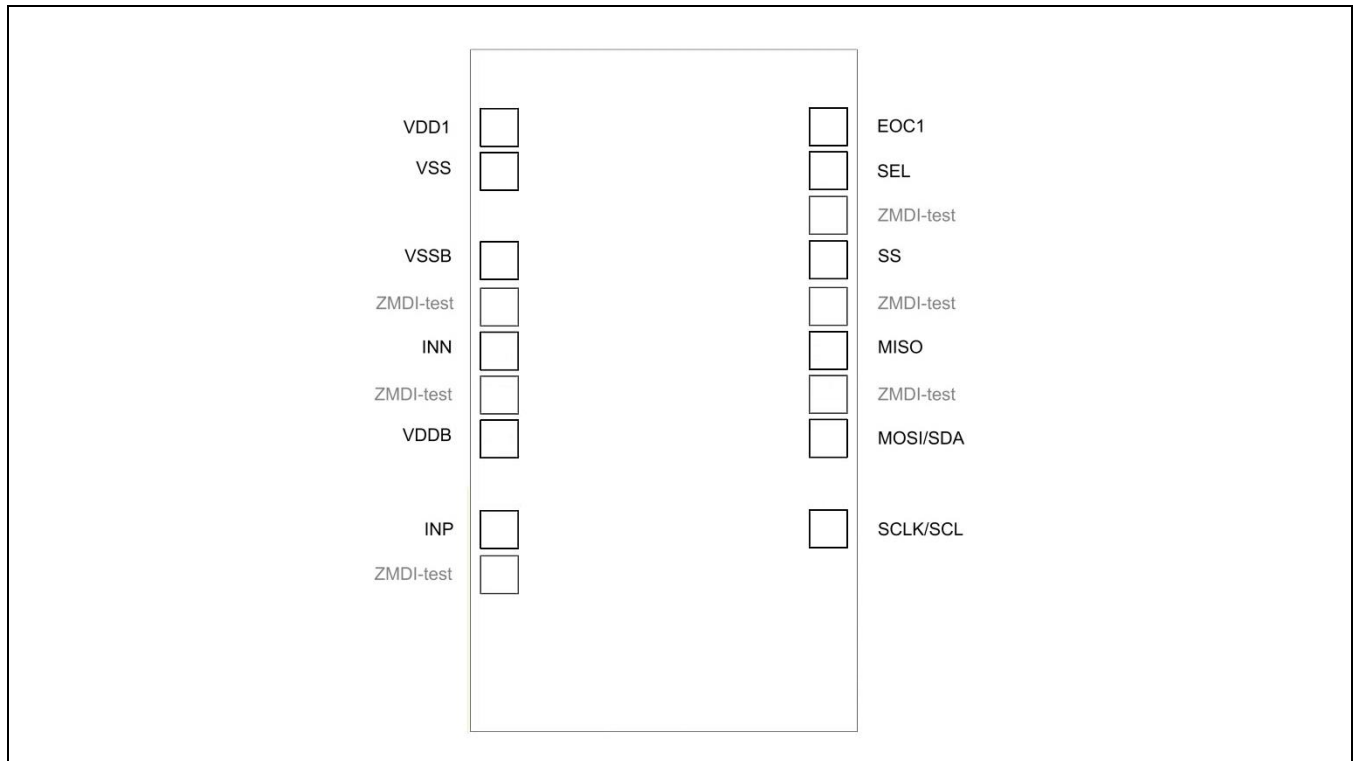 VDD1
VSS
VSSB
ZMDI-test
INN
ZMDI-test
VDDB
INP
ZMDI-test
EOC1
SEL
ZMDI-test
SS
ZMDI-test
MISO
ZMDI-test
MOSI/SDA
SCLK/SCL